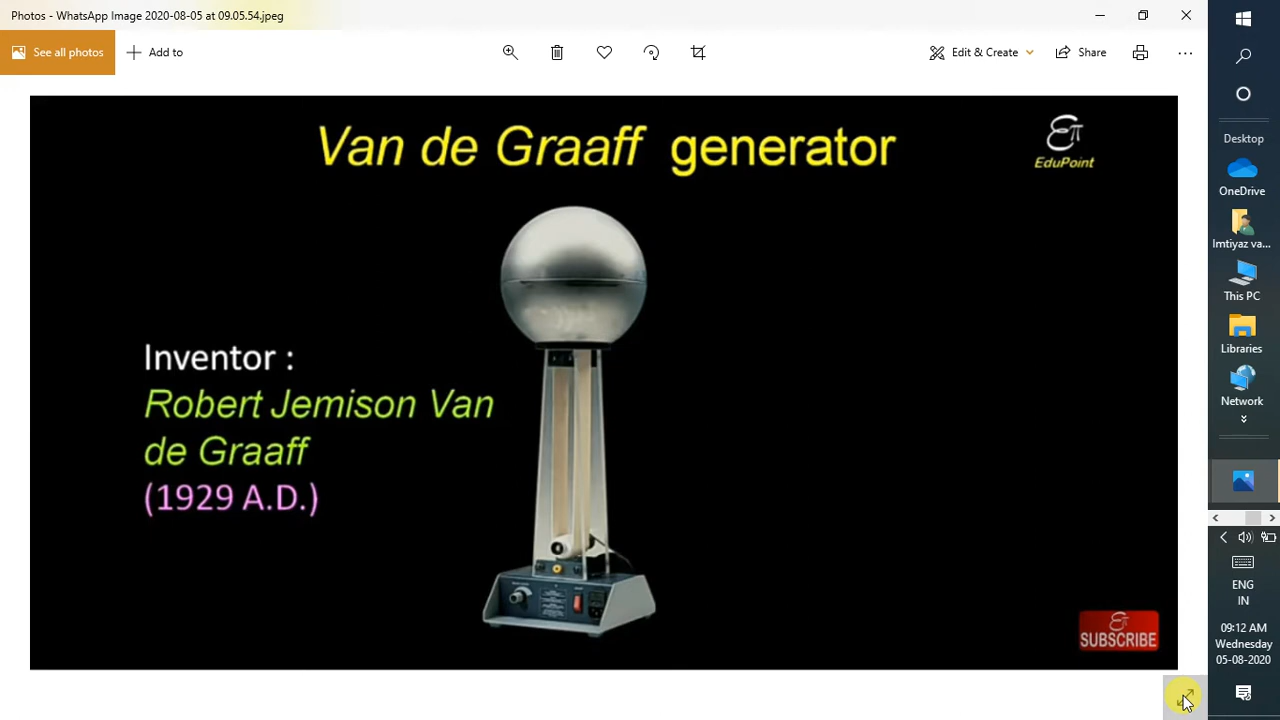 Photos - WhatsApp Image 2020-08-05 at 09.05.54.jpeg
See all photos
Add to
Edit & Create
Share
Van de Graaff generator
επ
EduPoint
Inventor :
Robert Jemison Van
de Graaff
(1929 A.D.)
επ
SUBSCRIBE
Desktop
OneDrive
Imtiyaz va...
This PC
Libraries
Network
ENG
IN
09:12 AM
Wednesday
05-08-2020